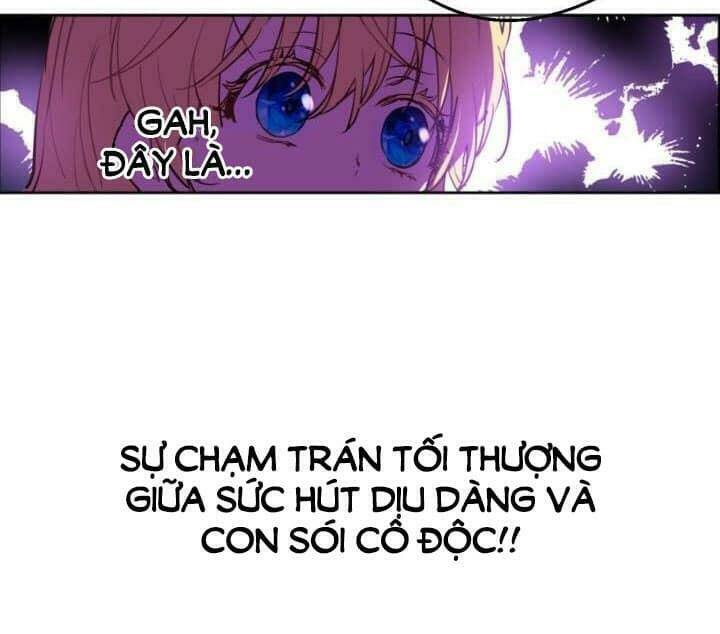 GAH,
ĐÂY LÀ...
SỰ CHẠM TRÁN TỐI THƯỢNG
GIỮA SỨC HÚT DỊU DÀNG VÀ
CON SÓI CÔ ĐỘC!!